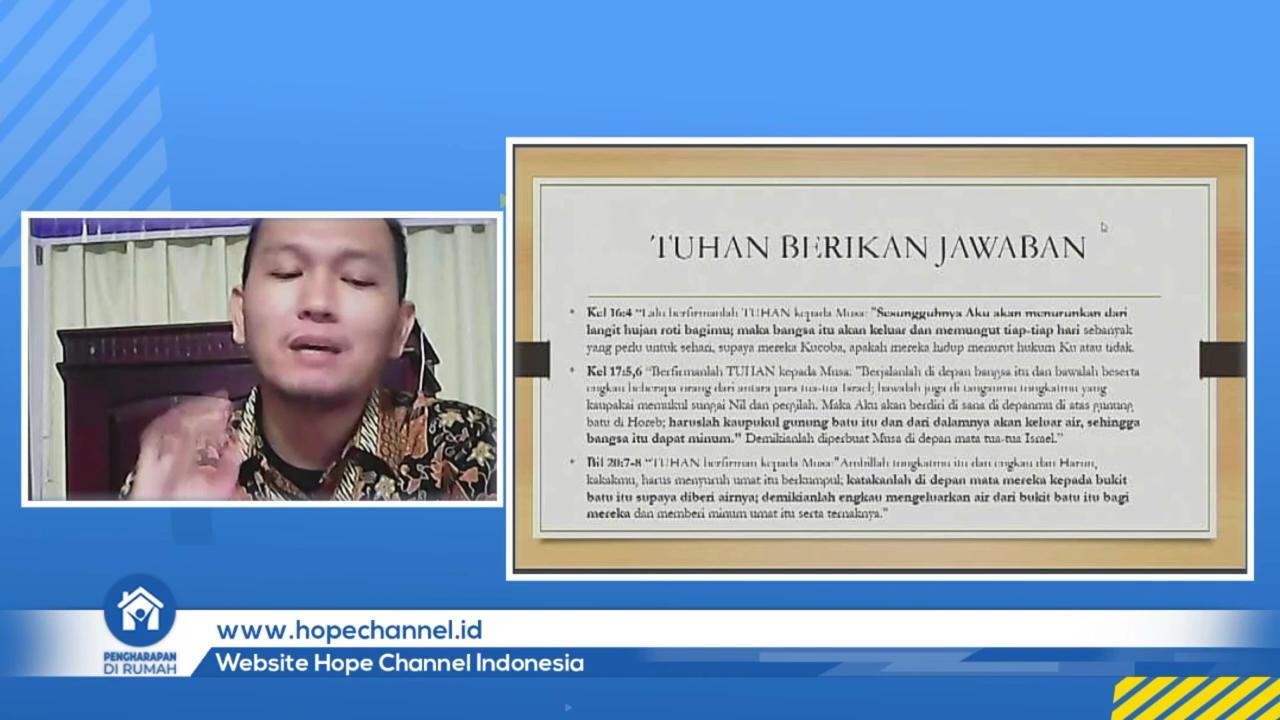 TUHAN BERIKAN JAWABAN
Kel 16:4 "Lalu berfirmanlah TUHAN kepada Musa: "Sesungguhnya Aku akan menurunkan dari
langit hujan roti bagimu; maka bangsa itu akan keluar dan memungut tiap-tiap hari sebanyak
yang perlu untuk sehari, supaya mereka Kucoba, apakah mereka hidup menurut hukum Ku atau tidak.
Kel 17:5,6 "Berfirmanlah TUHAN kepada Musa: "Berjalanlah di depan bangsa itu dan bawalah beserta
engkau beberapa orang dari antara para tua-tua Israel; bawalah juga di tanganmu tongkatmu yang
kaupakai memukul sungai Nil dan pergilah. Maka Aku akan berdiri di sana di depanmu di atas gunung
batu di Horeb; haruslah kaupukul gunung batu itu dan dari dalamnya akan keluar air, sehingga
bangsa itu dapat minum." Demikianlah diperbuat Musa di depan mata tua-tua Israel."
Bil 20:7-8 "TUHAN berfirman kepada Musa:"Ambillah tongkatmu itu dan engkau dan Harun,
kakakmu, harus menyuruh umat itu berkumpul; katakanlah di depan mata mereka kepada bukit
batu itu supaya diberi airnya; demikianlah engkau mengeluarkan air dari bukit batu itu bagi
mereka dan memberi minum umat itu serta ternaknya."
www.hopechannel.id
PENGHARAPAN
DI RUMAH
Website Hope Channel Indonesia